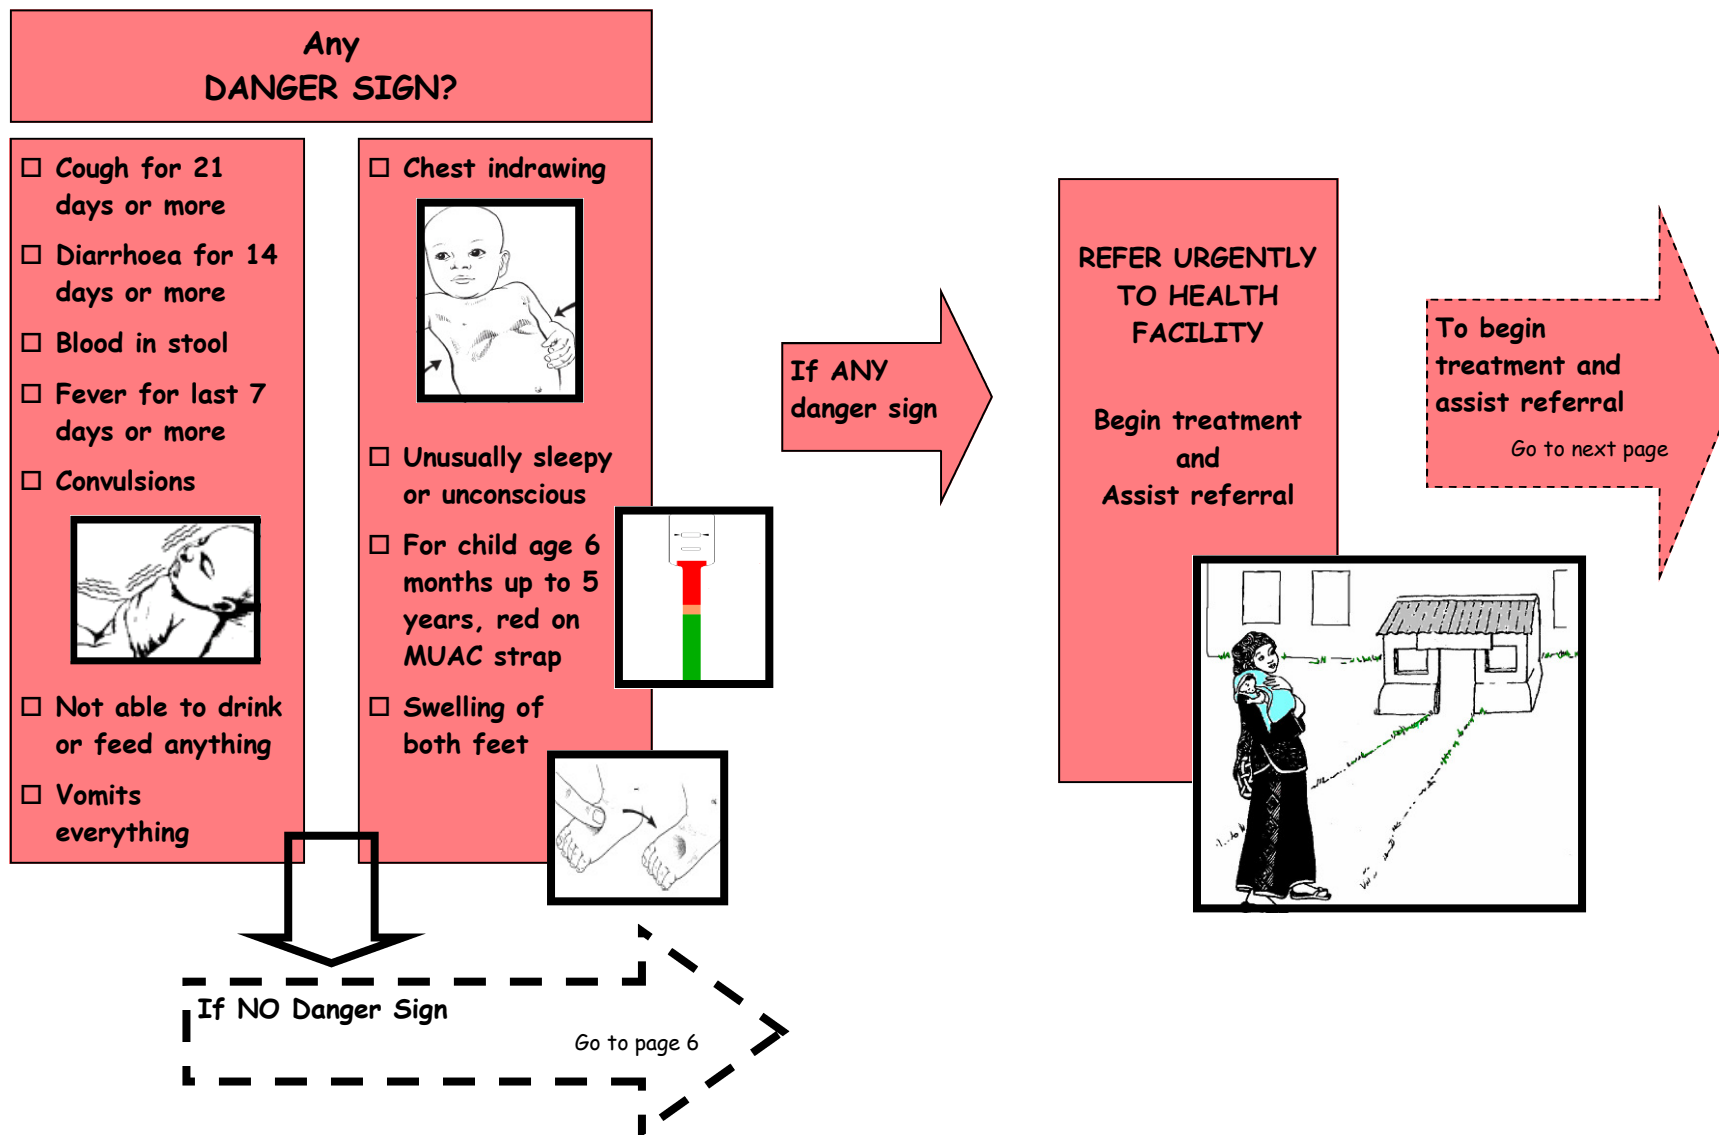 Any
DANGER SIGN?
☐ Cough for 21
days or more
☐ Diarrhoea for 14
days or more
☐ Blood in stool
☐ Fever for last 7
days or more
☐ Convulsions
☐ Not able to drink
or feed anything
☐ Vomits
everything
☐ Chest indrawing
☐ Unusually sleepy
or unconscious
☐ For child age 6
months up to 5
years, red on
MUAC strap
☐ Swelling of
both feet
If ANY
danger sign
REFER URGENTLY
TO HEALTH
FACILITY
Begin treatment
and
Assist referral
To begin
treatment and
assist referral
Go to next page
If NO Danger Sign
Go to page 6